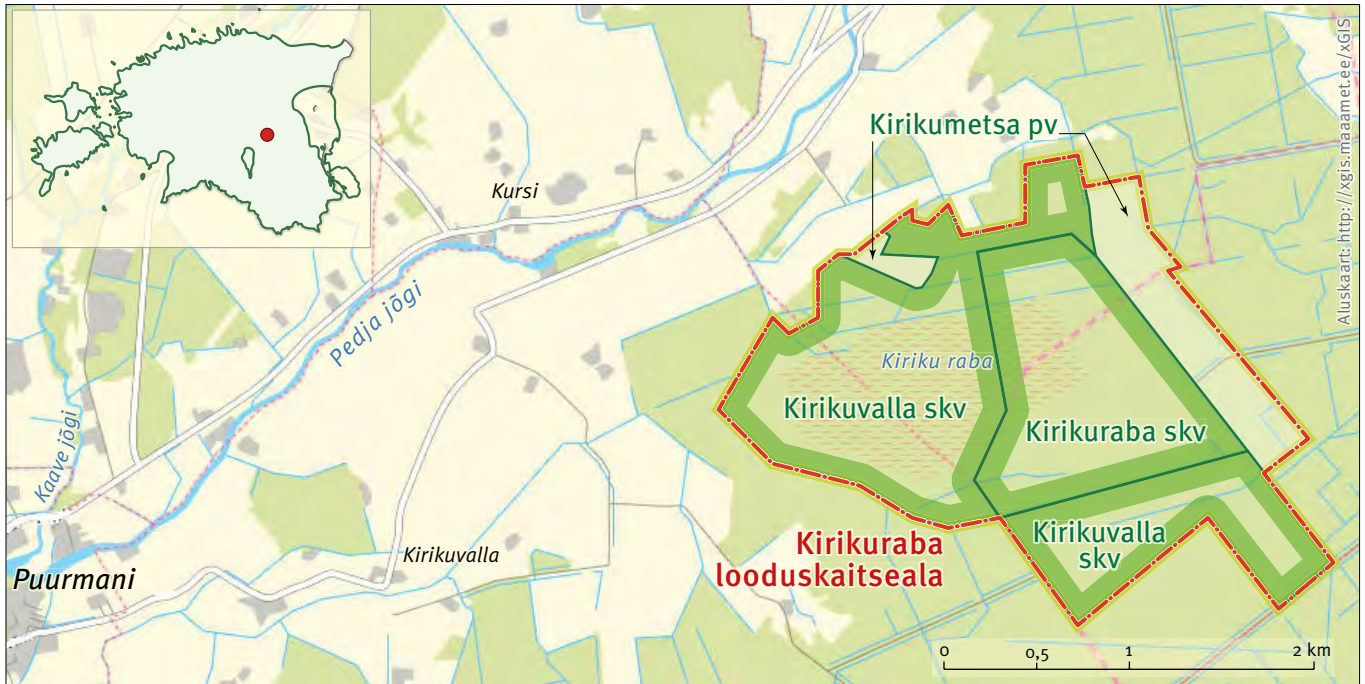 Aluskaart: http://xgis.maaamet.ee/xGIS
Kirikumetsa pv
Kursi
Pedja jõgi
Kiriku raba
Kirikuvalla skv
Kirikuraba skv
Kaave jõgi
Kirikuvalla
skv
Kirikuraba
looduskaitseala
Kirikuvalla
Puurmani
0
0,5
1
2 km